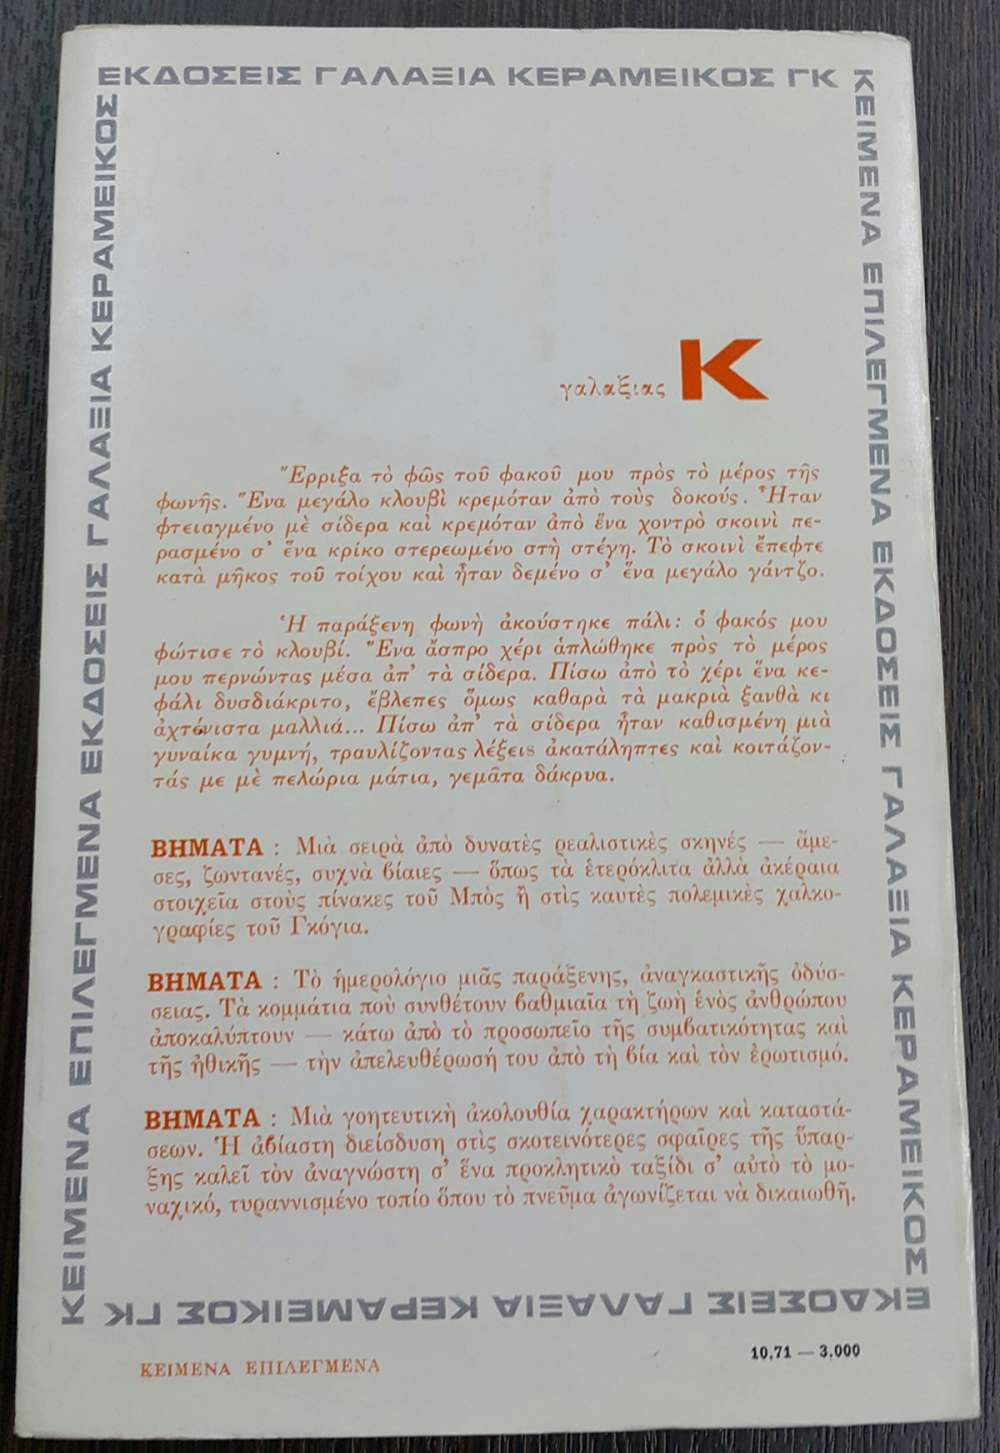 ΕΚΔΟΣΕΙΣ ΓΑΛΑΞΙΑ ΚΕΡΑΜΕΙΚΟΣ ΓΚ
ΚΕΙΜΕΝΑ ΕΠΙΛΕΓΜΕΝΑ ΕΚΔΟΣΕΙΣ ΓΑΛΑΞΙΑ ΚΕΡΑΜΕΙΚΟΣ
ΚΕΙΜΕΝΑ ΕΠΙΛΕΓΜΕΝΑ ΕΚΔΟΣΕΙΣ ΓΑΛΑΞΙΑ ΚΕΡΑΜΕΙΚΟΣ
γαλαξίας Κ
Ἔρριξα τὸ φῶς τοῦ φακοῦ μου πρὸς τὸ μέρος τῆς
φωνῆς. Ἕνα μεγάλο κλουβὶ κρεμόταν ἀπὸ τοὺς δοκούς. Ἦταν
φτειαγμένο μὲ σίδερα καὶ κρεμόταν ἀπὸ ἕνα χοντρὸ σκοινὶ πε-
ρασμένο σ' ἕνα κρίκο στερεωμένο στὴ στέγη. Τὸ σκοινὶ ἔπεφτε
κατὰ μῆκος τοῦ τοίχου καὶ ἦταν δεμένο σ' ἕνα μεγάλο γάντζο.
Ἡ παράξενη φωνὴ ἀκούστηκε πάλι: ὁ φακός μου
φώτισε τὸ κλουβί. Ἕνα ἄσπρο χέρι ἁπλώθηκε πρὸς τὸ μέρος
μου περνώντας μέσα ἀπ' τὰ σίδερα. Πίσω ἀπὸ τὸ χέρι ἕνα κε-
φάλι δυσδιάκριτο, ἔβλεπες ὅμως καθαρὰ τὰ μακριὰ ξανθὰ κι
ἀχτένιστα μαλλιά... Πίσω ἀπ' τὰ σίδερα ἦταν καθισμένη μιὰ
γυναίκα γυμνή, τραυλίζοντας λέξεις ἀκατάληπτες καὶ κοιτάζον-
τάς με μὲ πελώρια μάτια, γεμᾶτα δάκρυα.
ΒΗΜΑΤΑ : Μιὰ σειρὰ ἀπὸ δυνατὲς ρεαλιστικὲς σκηνές — ἄμε-
σες, ζωντανές, συχνὰ βίαιες — ὅπως τὰ ἑτερόκλιτα ἀλλὰ ἀκέραια
στοιχεῖα στοὺς πίνακες τοῦ Μπὸς ἢ στὶς καυτὲς πολεμικὲς χαλκο-
γραφίες τοῦ Γκόγια.
ΒΗΜΑΤΑ : Τὸ ἡμερολόγιο μιᾶς παράξενης, ἀναγκαστικῆς ὀδύσ-
σειας. Τὰ κομμάτια ποὺ συνθέτουν βαθμιαῖα τὴ ζωὴ ἑνὸς ἀνθρώπου
ἀποκαλύπτουν — κάτω ἀπὸ τὸ προσωπεῖο τῆς συμβατικότητας καὶ
τῆς ἠθικῆς — τὴν ἀπελευθέρωσή του ἀπὸ τὴ βία καὶ τὸν ἐρωτισμό.
ΒΗΜΑΤΑ : Μιὰ γοητευτικὴ ἀκολουθία χαρακτήρων καὶ καταστά-
σεων. Ἡ ἀβίαστη διείσδυση στὶς σκοτεινότερες σφαῖρες τῆς ὕπαρ-
ξης καλεῖ τὸν ἀναγνώστη σ' ἕνα προκλητικὸ ταξίδι σ' αὐτὸ τὸ μο-
ναχικό, τυραννισμένο τοπίο ὅπου τὸ πνεῦμα ἀγωνίζεται νὰ δικαιωθῆ.
ΕΚΔΟΣΕΙΣ ΓΑΛΑΞΙΑ ΚΕΡΑΜΕΙΚΟΣ ΓΚ
ΚΕΙΜΕΝΑ ΕΠΙΛΕΓΜΕΝΑ
10,71 — 3.000